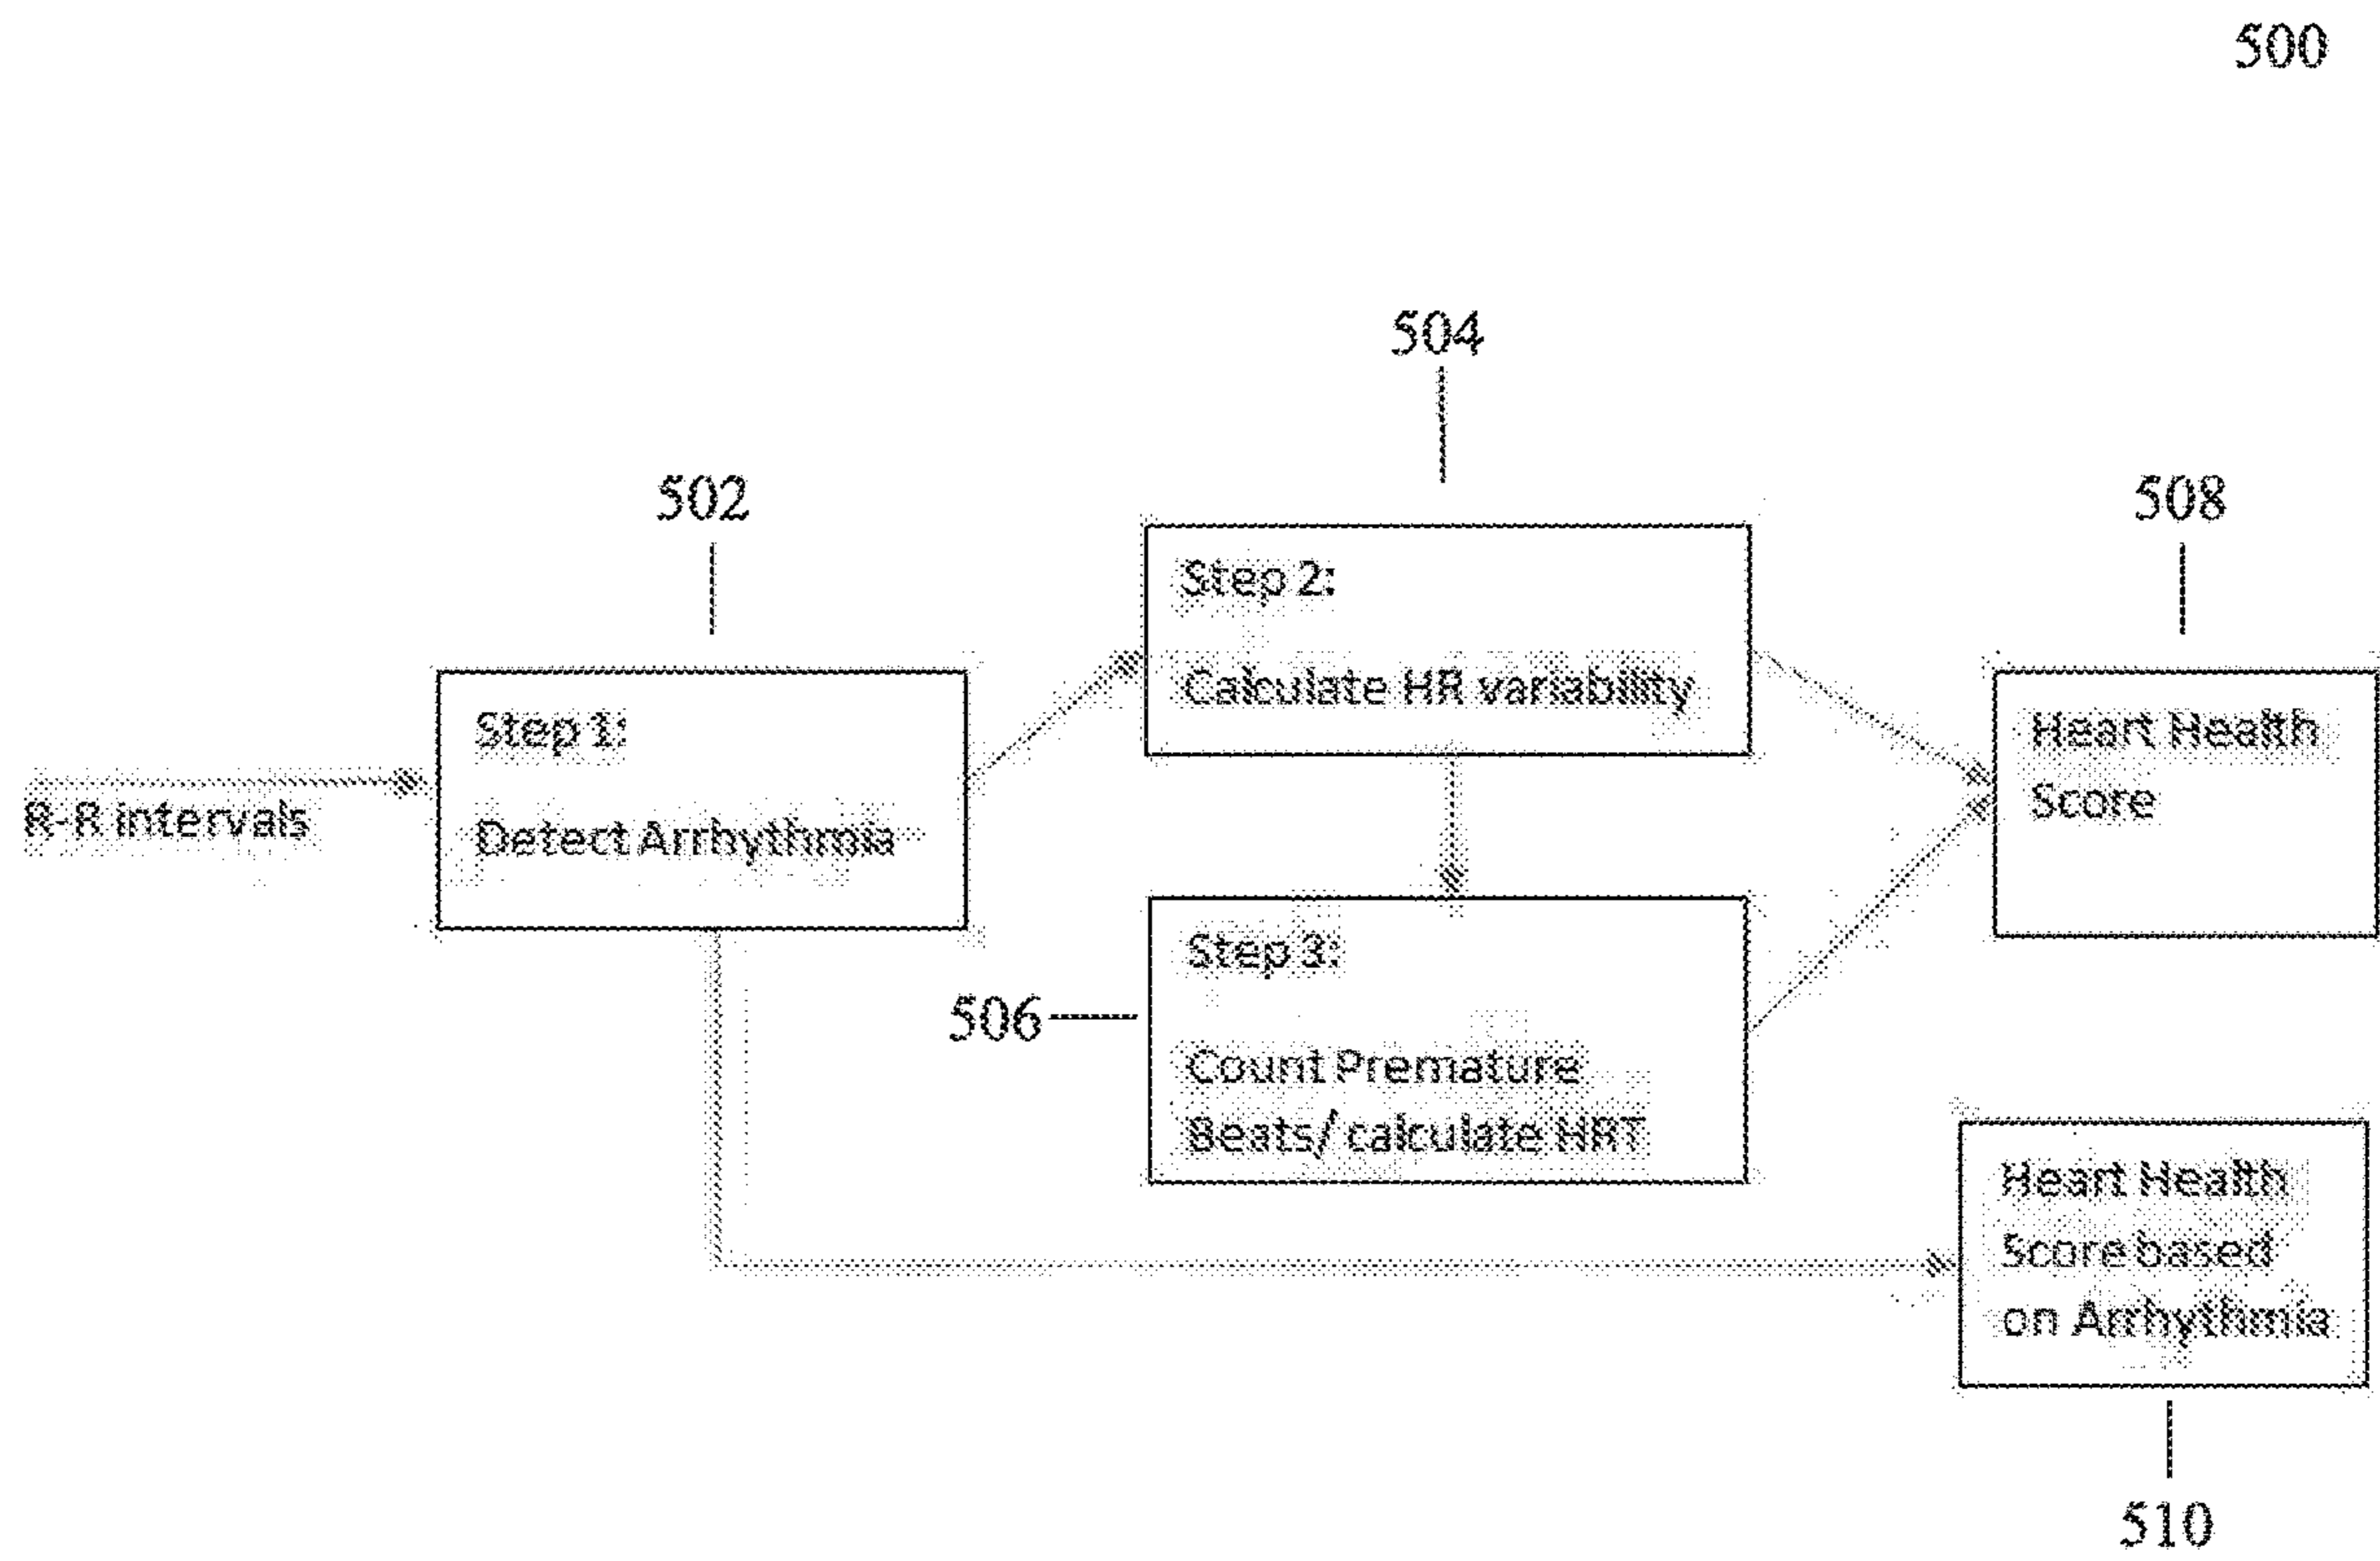 500
504
502
508
Step 2:
Calculate HR variability
Step 1:
Detect Arrhythmia
Heart Health
Score
R-R intervals
Step 3:
506
Count Premature
Beats/ calculate HRT
Heart Health
Score based
on Arrhythmia
510